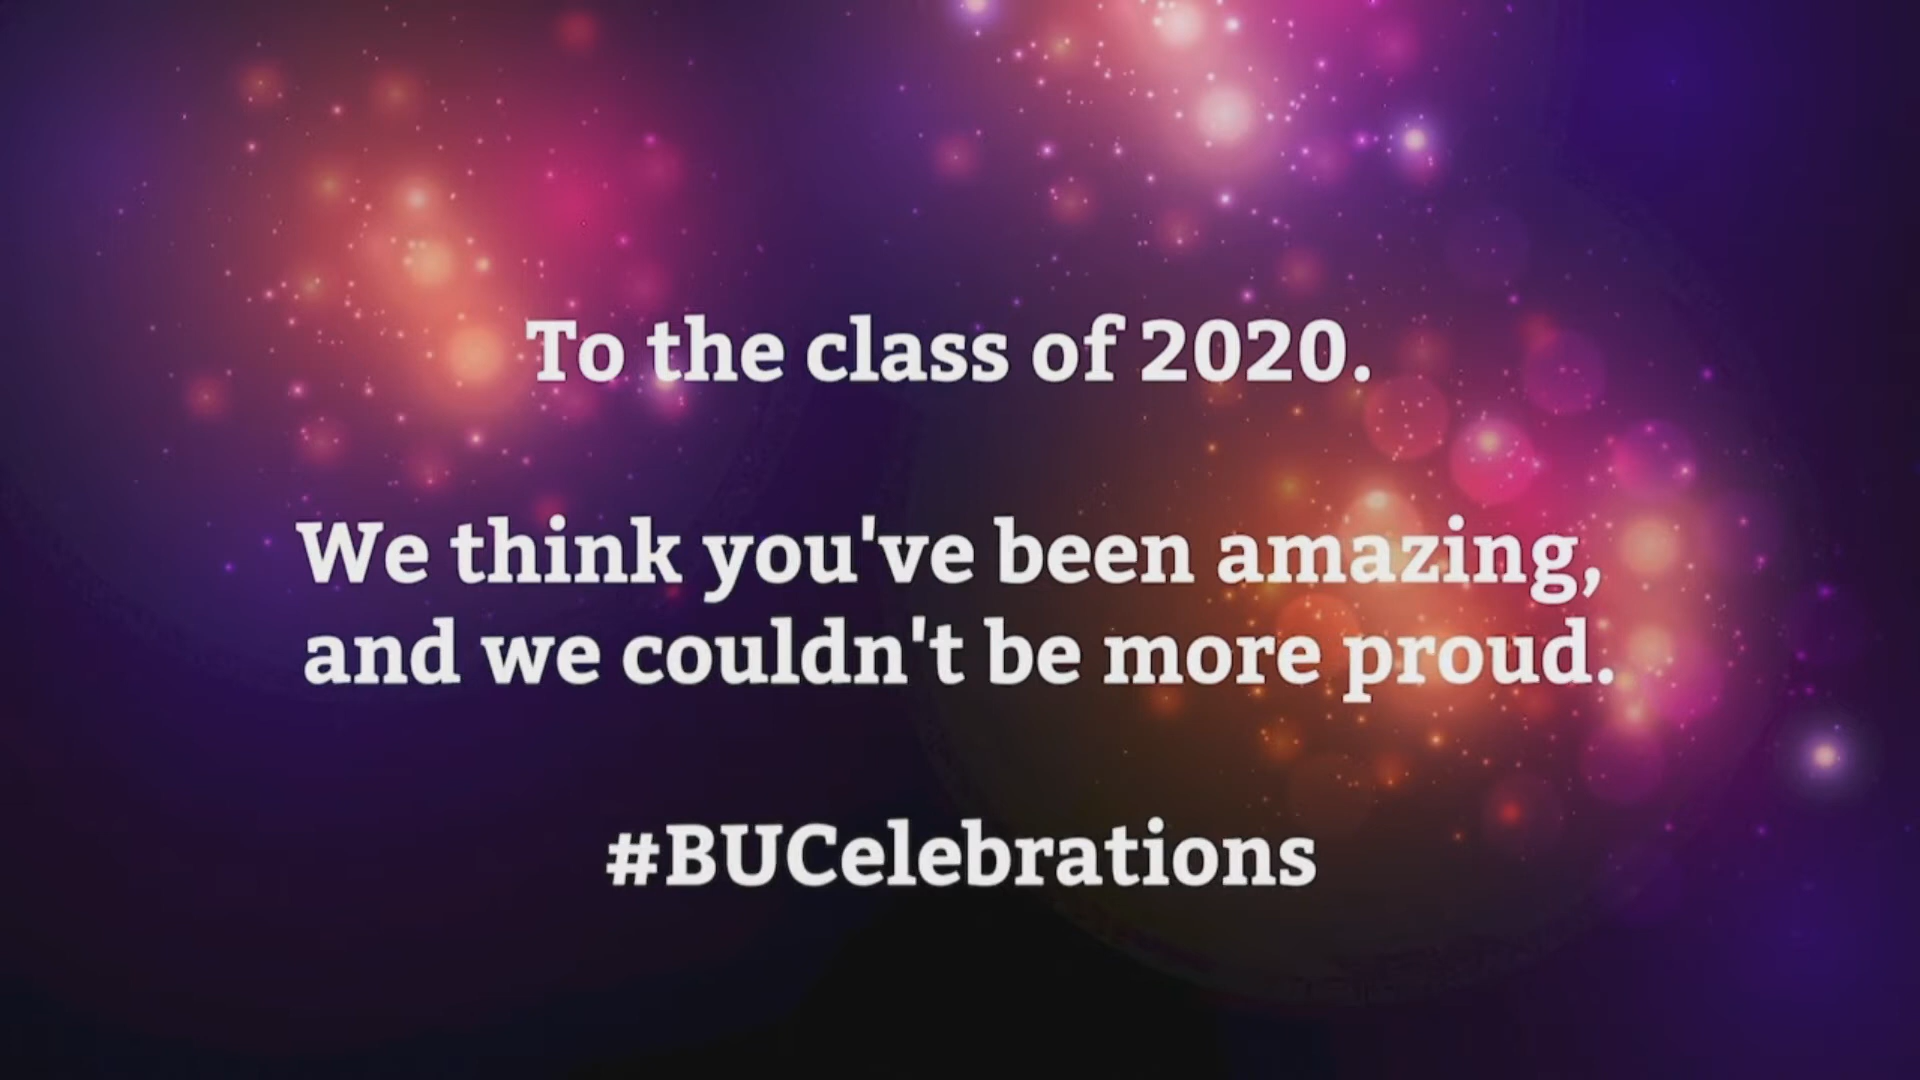 To the class of 2020.
We think you've been amazing,
and we couldn't be more proud.
#BUCelebrations